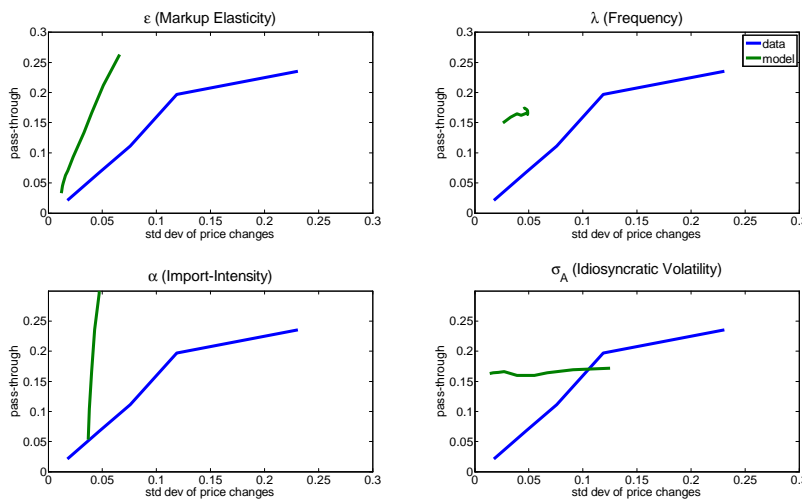 ε (Markup Elasticity)
0.3
0.25
0.2
0.15
0.1
0.05
0
pass-through
0 0.05 0.1 0.15 0.2 0.25 0.3
std dev of price changes
λ (Frequency)
data
model
0.3
0.25
0.2
0.15
0.1
0.05
0
pass-through
0 0.05 0.1 0.15 0.2 0.25 0.3
std dev of price changes
α (Import-Intensity)
0.25
0.2
0.15
0.1
0.05
0
pass-through
0 0.05 0.1 0.15 0.2 0.25 0.3
std dev of price changes
σ_A (Idiosyncratic Volatility)
0.25
0.2
0.15
0.1
0.05
0
pass-through
0 0.05 0.1 0.15 0.2 0.25 0.3
std dev of price changes